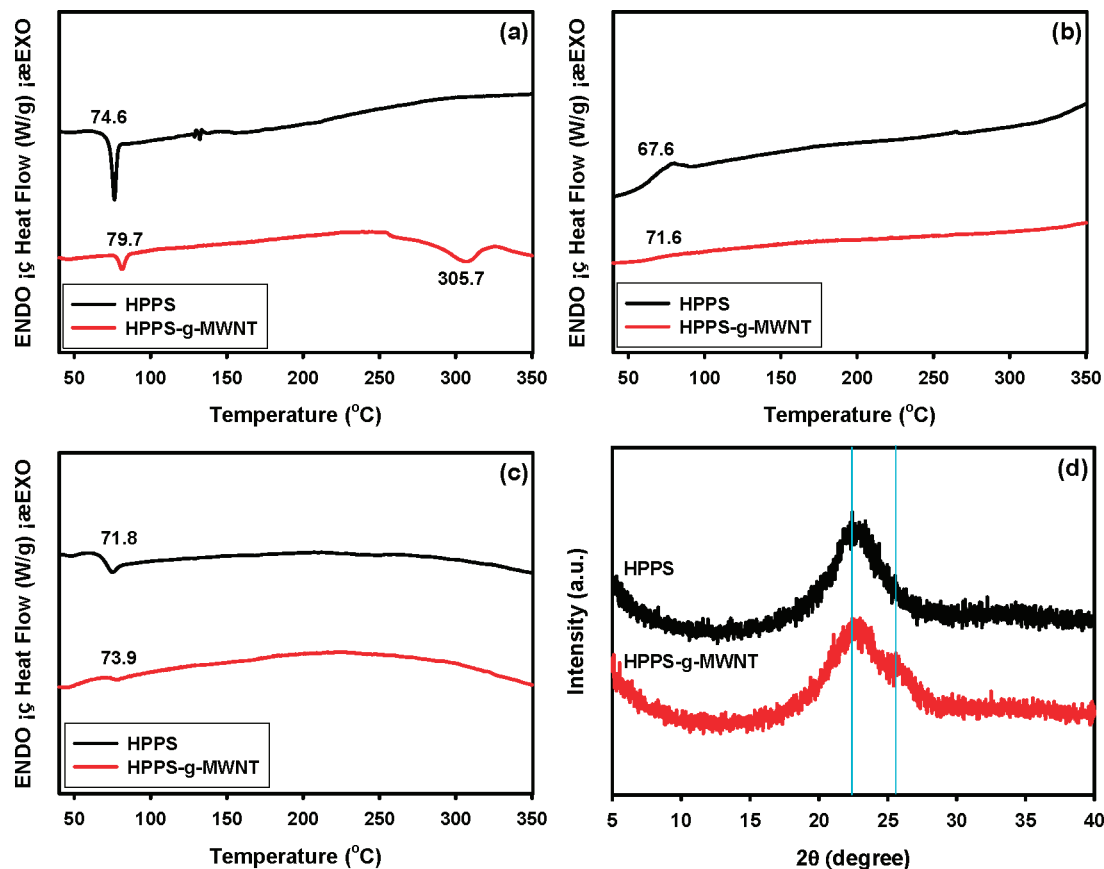 (a)
ENDO ¡ç Heat Flow (W/g) ¡æEXO
74.6
79.7
305.7
HPPS
HPPS-g-MWNT
50 100 150 200 250 300 350
Temperature (°C)
(b)
ENDO ¡ç Heat Flow (W/g) ¡æEXO
67.6
71.6
HPPS
HPPS-g-MWNT
50 100 150 200 250 300 350
Temperature (°C)
(c)
ENDO ¡ç Heat Flow (W/g) ¡æEXO
71.8
73.9
HPPS
HPPS-g-MWNT
50 100 150 200 250 300 350
Temperature (°C)
(d)
Intensity (a.u.)
HPPS
HPPS-g-MWNT
5 10 15 20 25 30 35 40
2θ (degree)